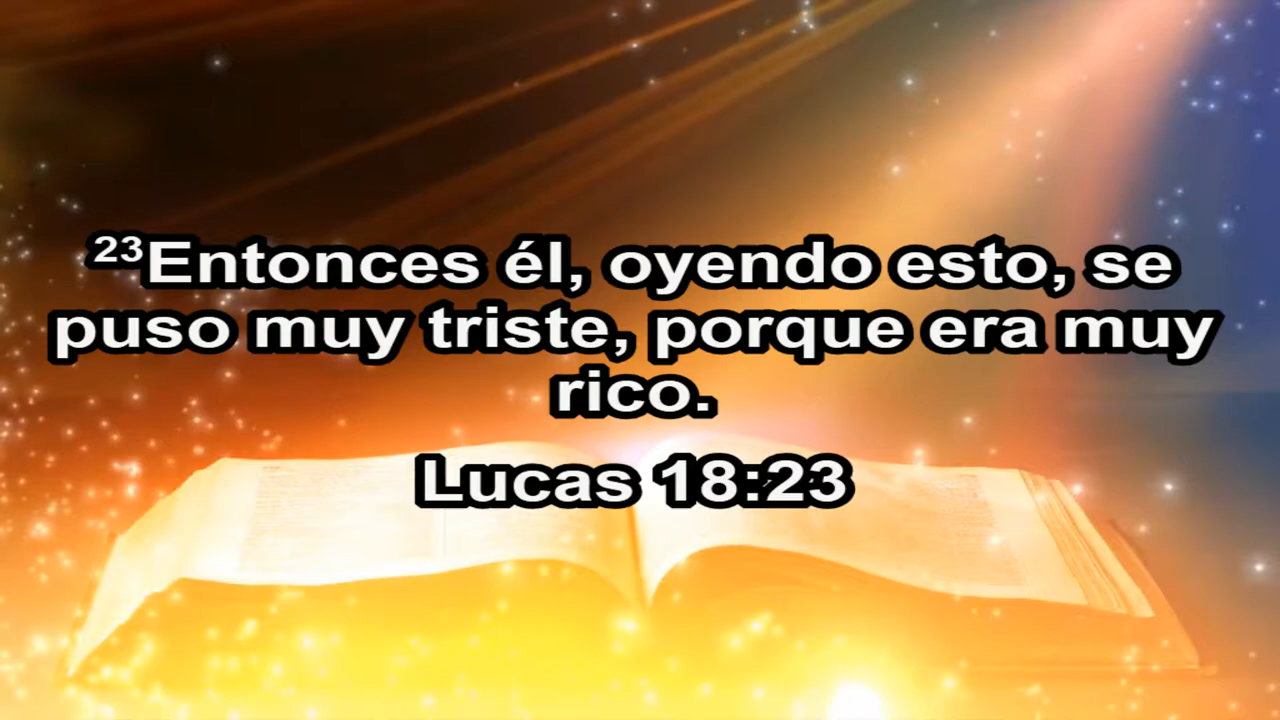 ²³Entonces él, oyendo esto, se
puso muy triste, porque era muy
rico.
Lucas 18:23